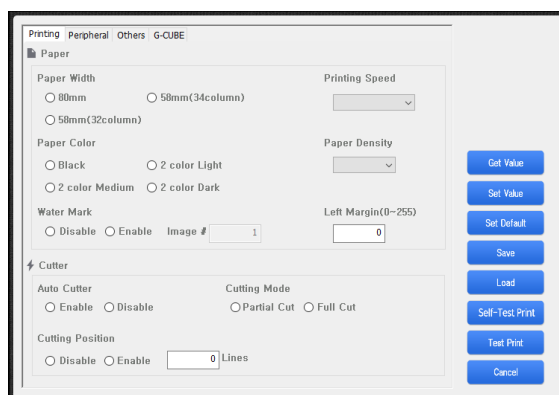 Printing Peripheral Others G-CUBE
Paper
Paper Width
Printing Speed
80mm
58mm(34column)
58mm(32column)
Paper Color
Paper Density
Black
2 color Light
2 color Medium
2 color Dark
Water Mark
Left Margin(0~255)
Disable Enable Image # 1
0
Cutter
Auto Cutter
Cutting Mode
Enable Disable
Partial Cut Full Cut
Cutting Position
Disable Enable 0 Lines
Get Value
Set Value
Set Default
Save
Load
Self-Test Print
Test Print
Cancel